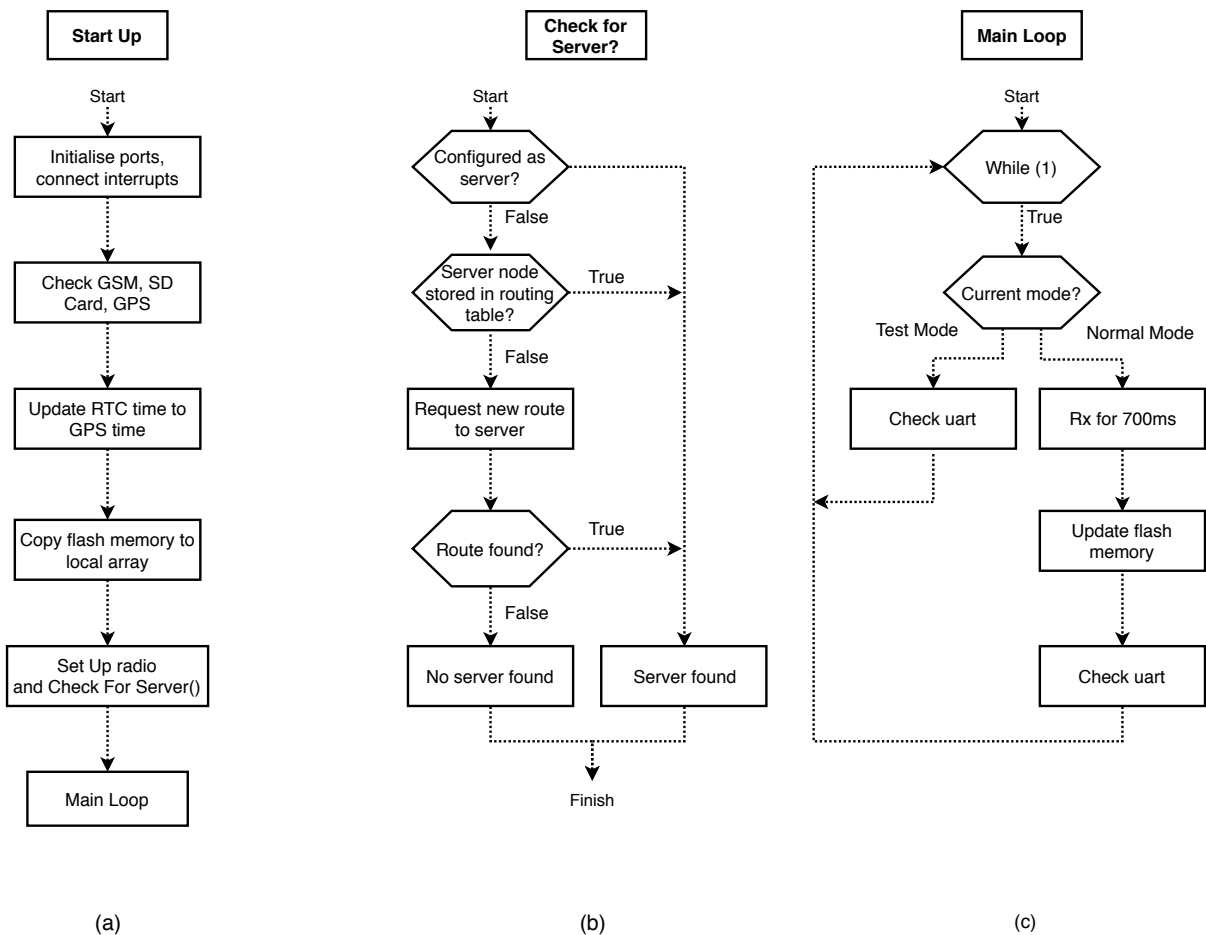 Start Up
Start
Initialise ports,
connect interrupts
Check GSM, SD
Card, GPS
Update RTC time to
GPS time
Copy flash memory to
local array
Set Up radio
and Check For Server()
Main Loop
(a)
Check for
Server?
Start
Configured as
server?
False
Server node
stored in routing
table?
True
False
Request new route
to server
Route found?
True
False
No server found
Server found
Finish
(b)
Main Loop
Start
While (1)
True
Current mode?
Test Mode
Normal Mode
Check uart
Rx for 700ms
Update flash
memory
Check uart
(c)